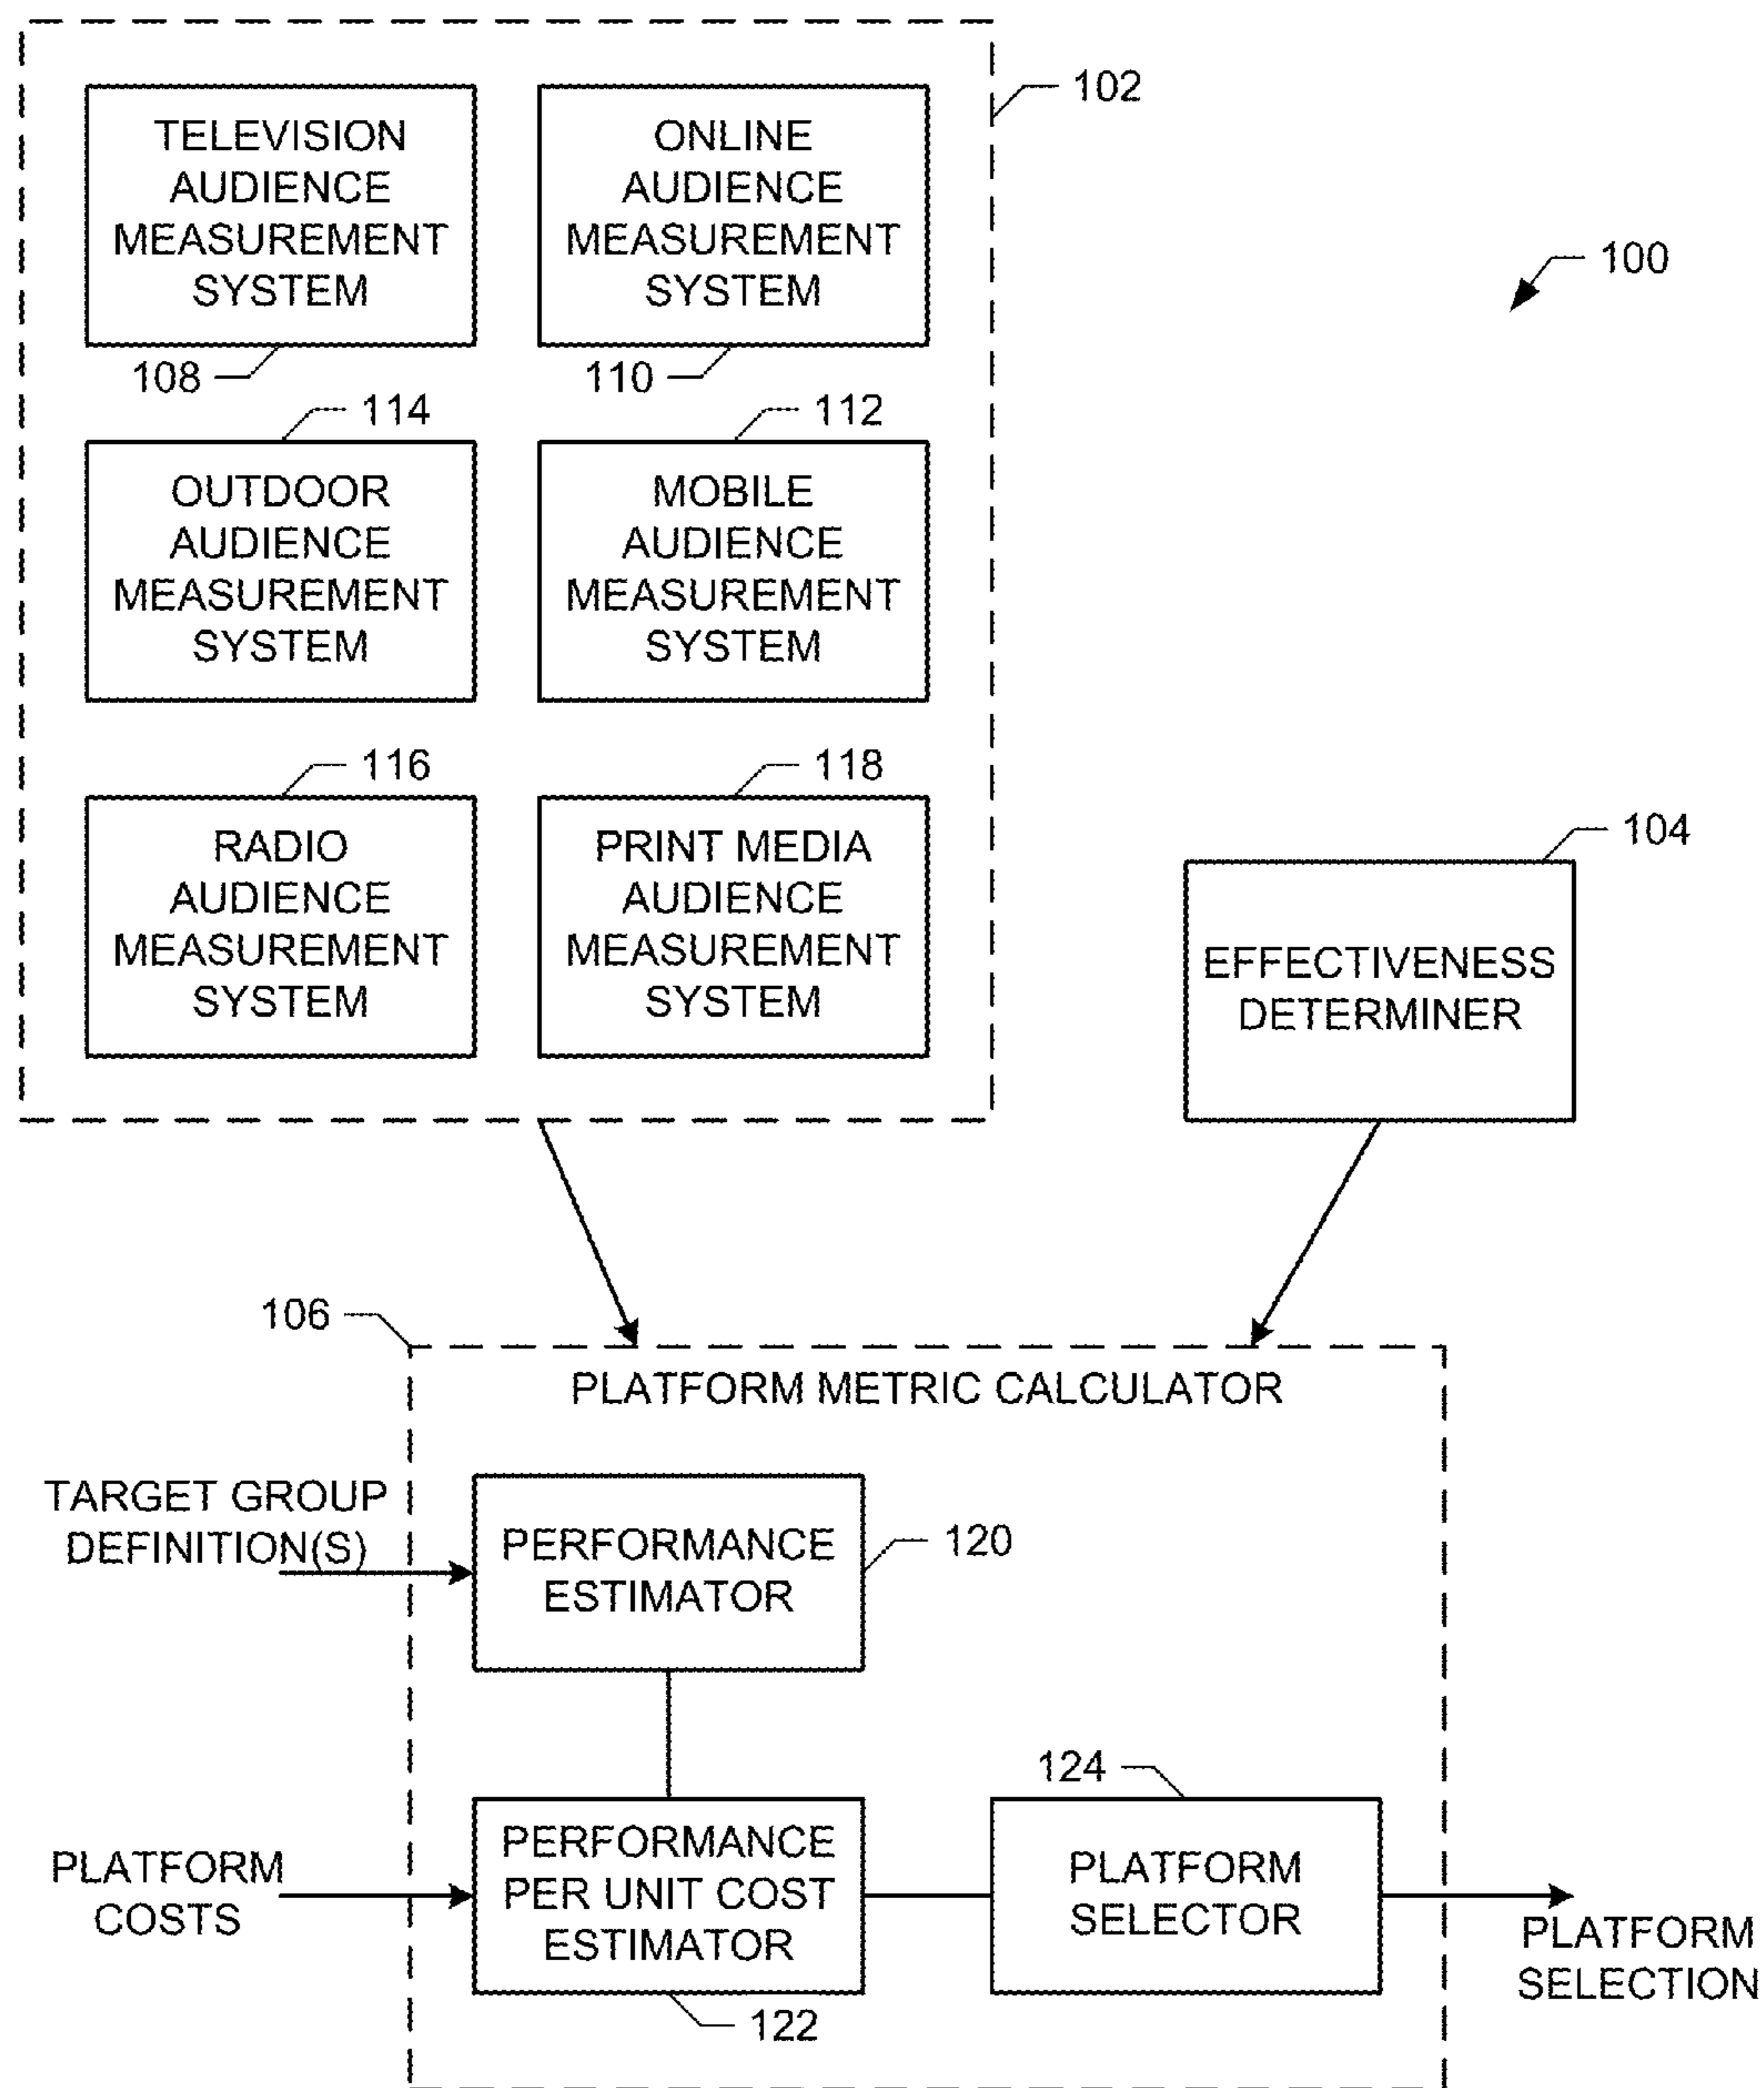 102
TELEVISION
AUDIENCE
MEASUREMENT
SYSTEM
108
ONLINE
AUDIENCE
MEASUREMENT
SYSTEM
110
100
114
OUTDOOR
AUDIENCE
MEASUREMENT
SYSTEM
112
MOBILE
AUDIENCE
MEASUREMENT
SYSTEM
116
RADIO
AUDIENCE
MEASUREMENT
SYSTEM
118
PRINT MEDIA
AUDIENCE
MEASUREMENT
SYSTEM
104
EFFECTIVENESS
DETERMINER
106
PLATFORM METRIC CALCULATOR
TARGET GROUP
DEFINITION(S)
PERFORMANCE
ESTIMATOR
120
PLATFORM
COSTS
PERFORMANCE
PER UNIT COST
ESTIMATOR
122
124
PLATFORM
SELECTOR
PLATFORM
SELECTION